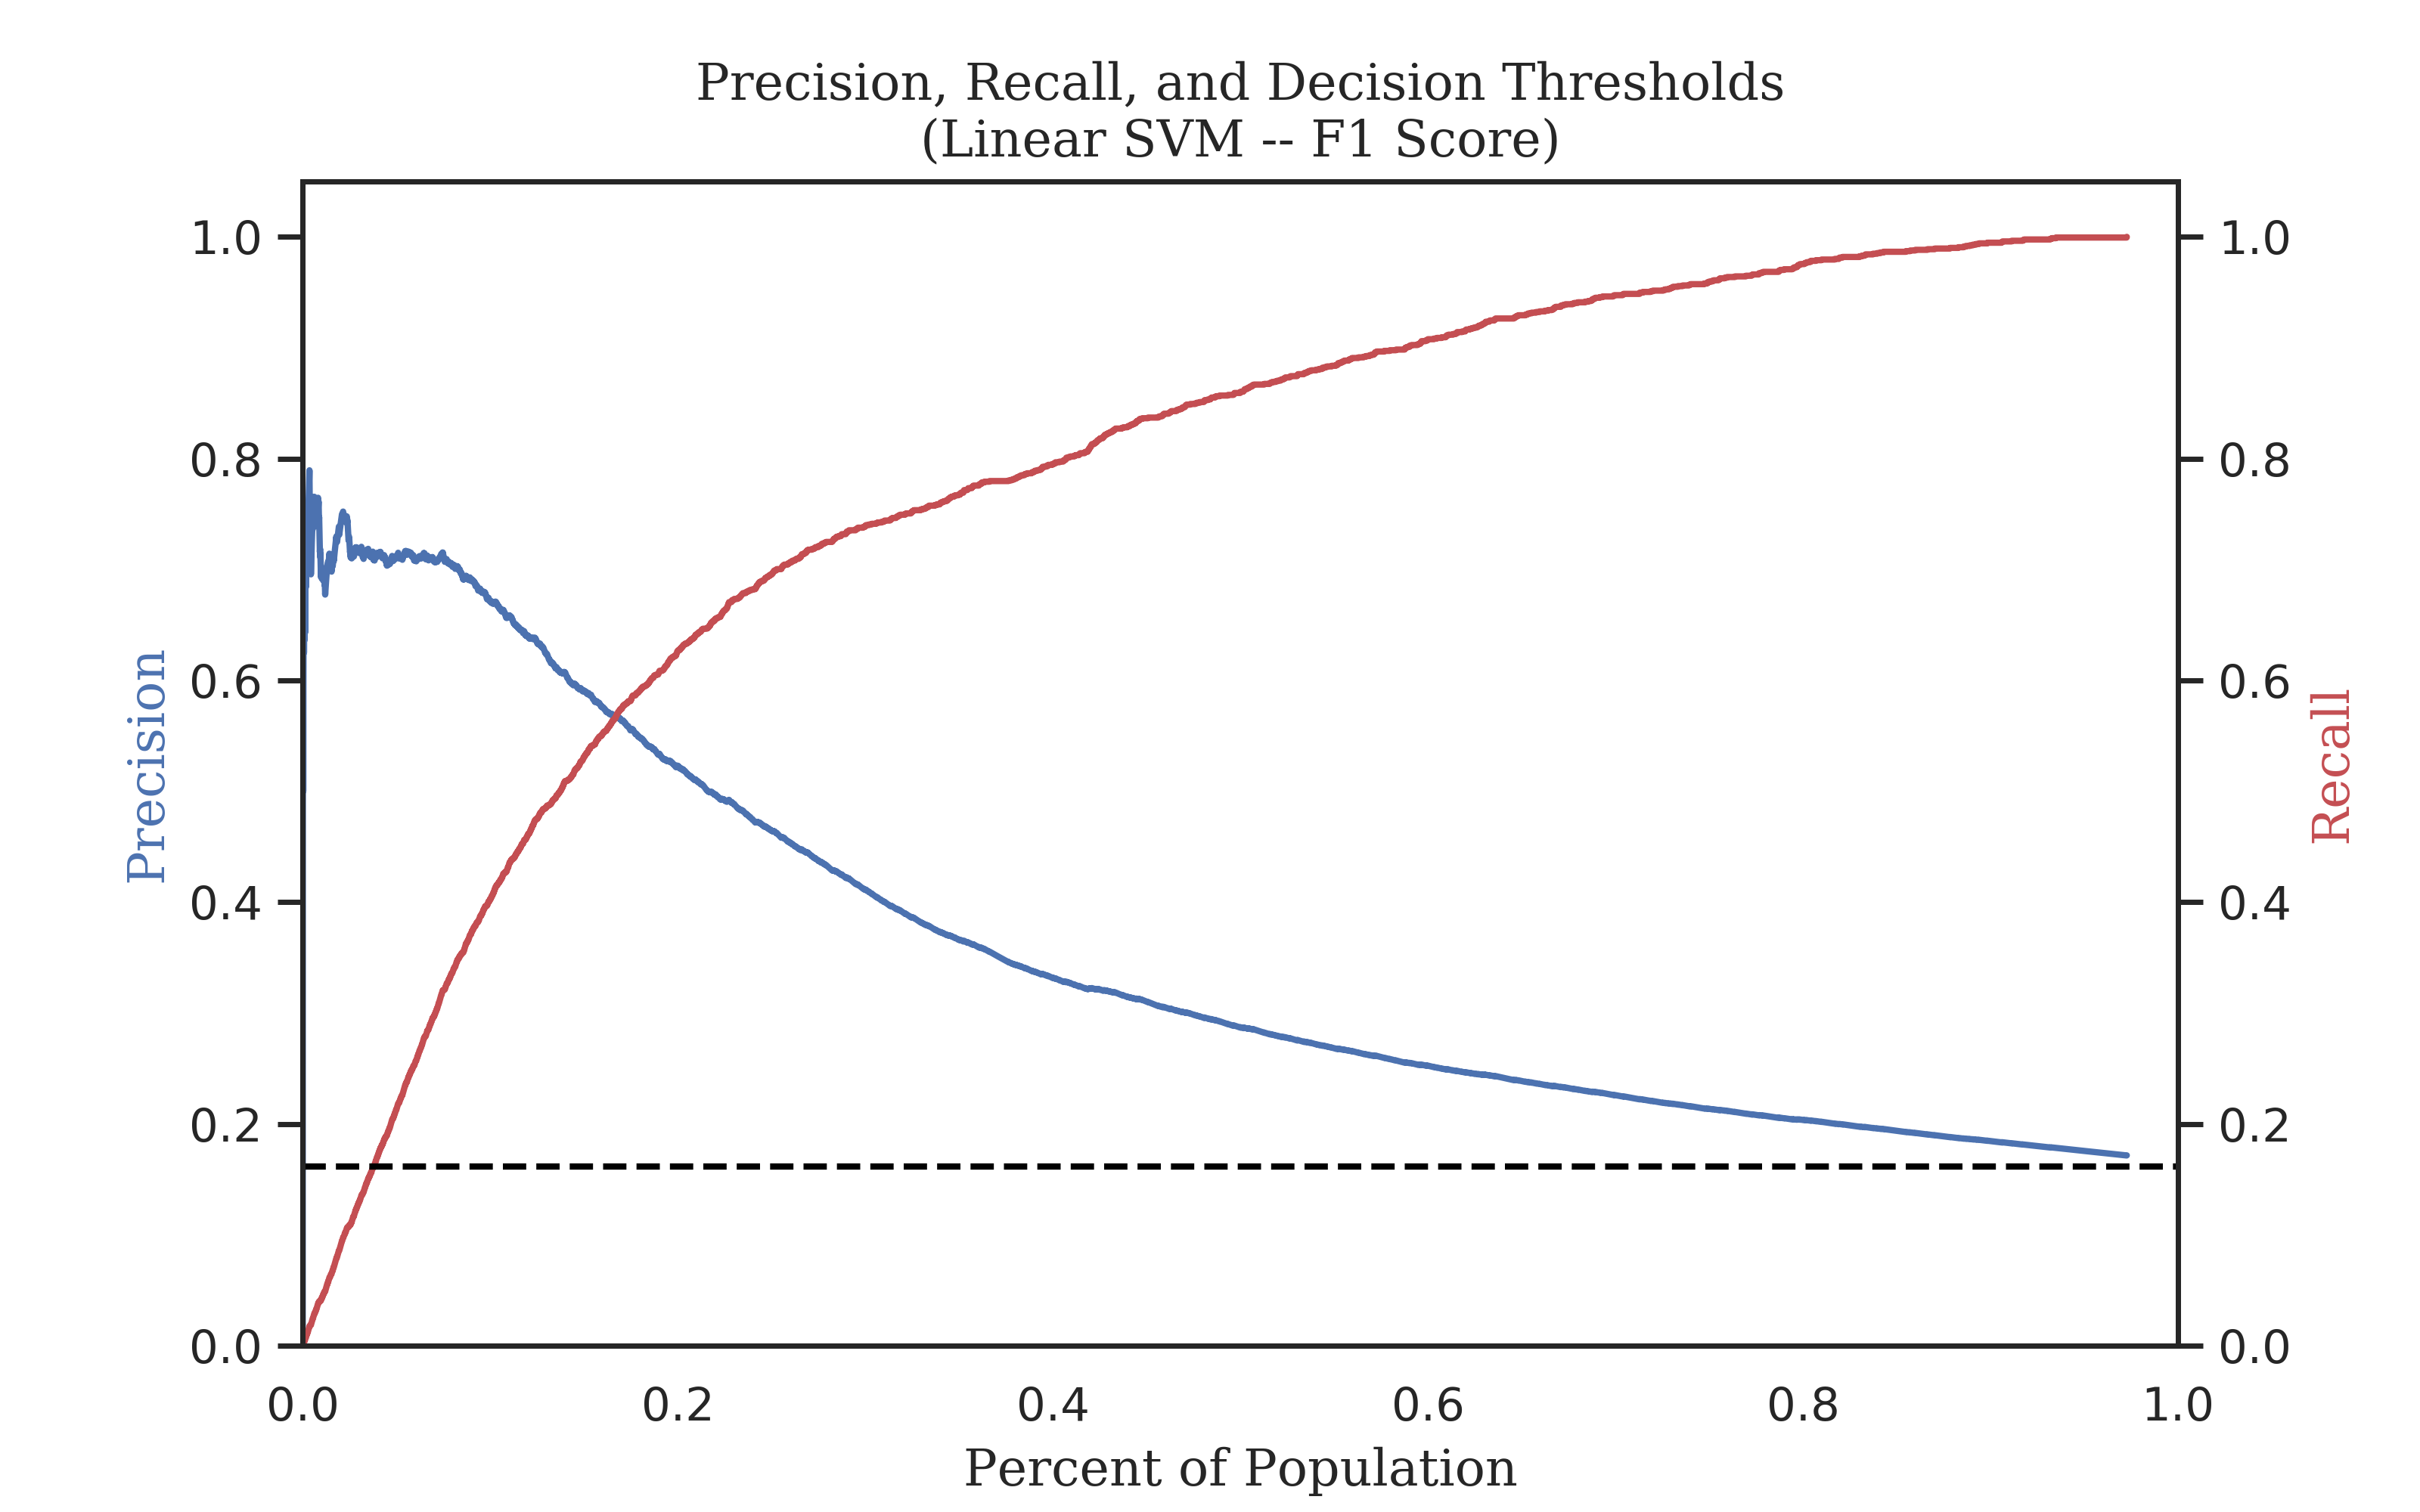 Precision, Recall, and Decision Thresholds
(Linear SVM -- F1 Score)
1.0
0.8
0.6
0.4
0.2
0.0
Precision
1.0
0.8
0.6
0.4
0.2
0.0
Recall
0.0 0.2 0.4 0.6 0.8 1.0
Percent of Population